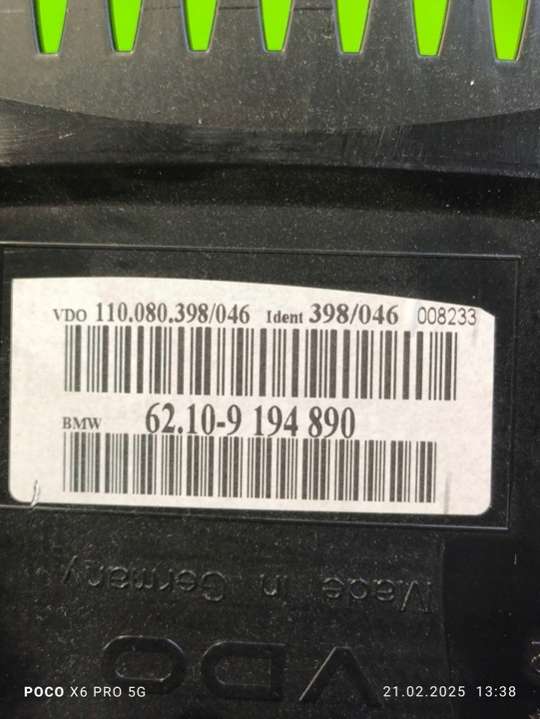 VDO 110.080.398/046 Ident 398/046 008233
BMW 62.10-9 194 890
Made in Germany
VDO
POCO X6 PRO 5G 21.02.2025 13:38